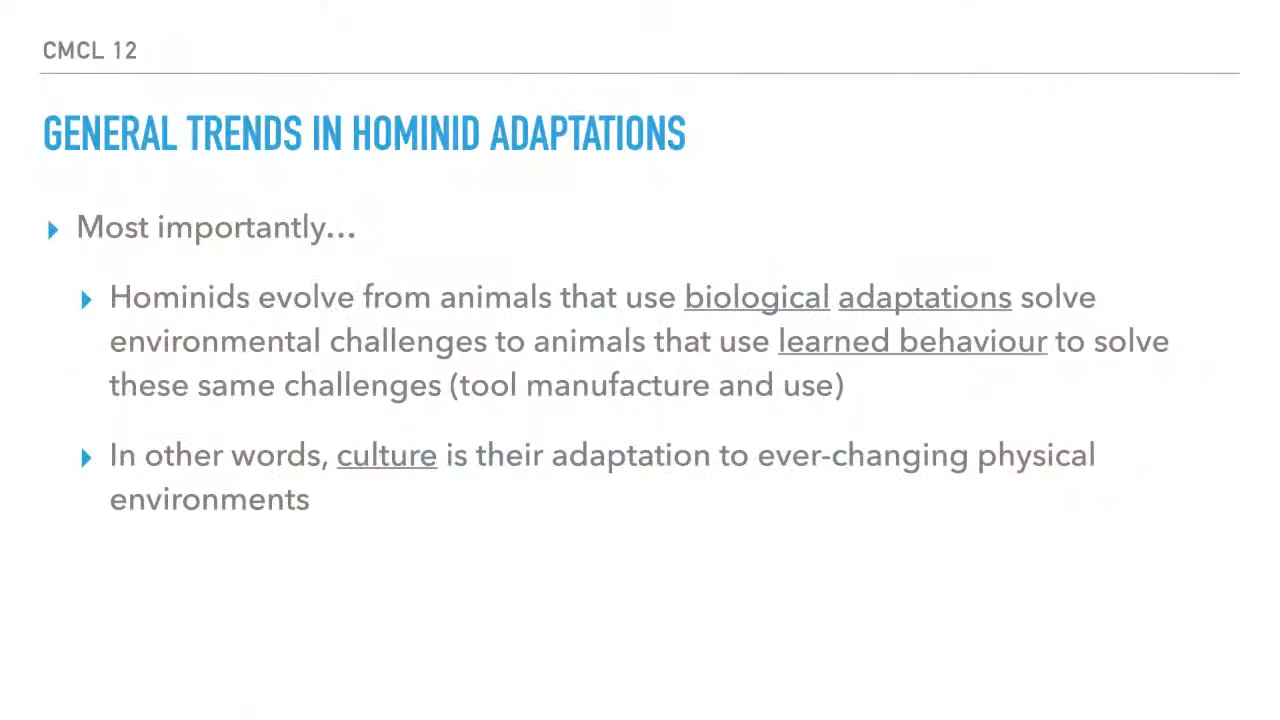 CMCL 12
GENERAL TRENDS IN HOMINID ADAPTATIONS
Most importantly…
Hominids evolve from animals that use biological adaptations solve
environmental challenges to animals that use learned behaviour to solve
these same challenges (tool manufacture and use)
In other words, culture is their adaptation to ever-changing physical
environments